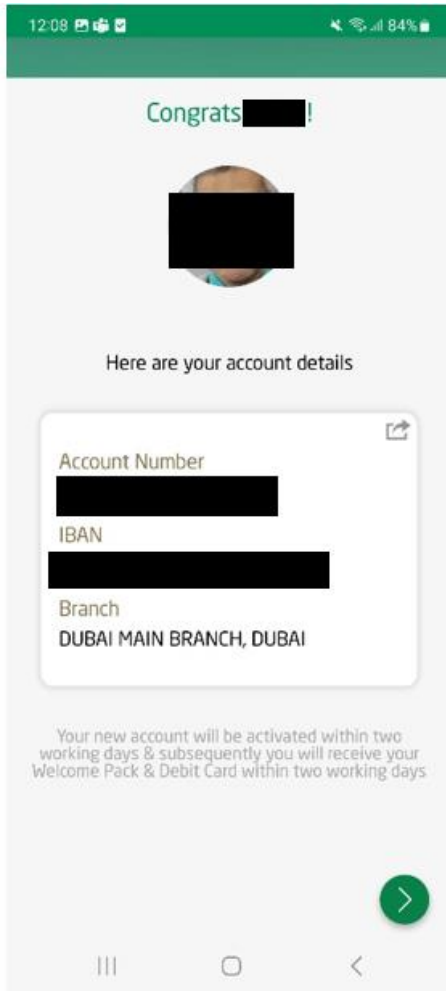 12:08 84%
Congrats !
Here are your account details
Account Number
IBAN
Branch
DUBAI MAIN BRANCH, DUBAI
Your new account will be activated within two
working days & subsequently you will receive your
Welcome Pack & Debit Card within two working days